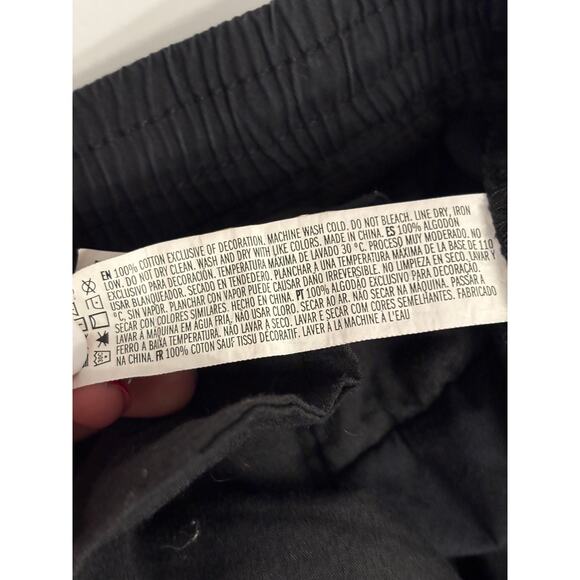 EN 100% COTTON EXCLUSIVE OF DECORATION. MACHINE WASH COLD. DO NOT BLEACH. LINE DRY, IRON
LOW. DO NOT DRY CLEAN. WASH AND DRY WITH LIKE COLORS. MADE IN CHINA. ES 100% ALGODÓN
EXCLUSIVO PARA DECORACIÓN. TEMPERATURA MÁXIMA DE LAVADO 30 °C. PROCESO MUY MODERADO. NO
USAR BLANQUEADOR. SECADO EN TENDEDERO. PLANCHAR A UNA TEMPERATURA MÁXIMA DE LA BASE DE 110
°C, SIN VAPOR. PLANCHAR CON VAPOR PUEDE CAUSAR DAÑO IRREVERSIBLE. NO LIMPIEZA EN SECO. LAVAR Y
SECAR CON COLORES SIMILARES. HECHO EN CHINA. PT 100% ALGODÃO EXCLUSIVO PARA DECORAÇÃO.
LAVAR À MÁQUINA EM ÁGUA FRIA, NÃO USAR CLORO. SECAR AO AR. NÃO SECAR NA MÁQUINA. PASSAR A
FERRO A BAIXA TEMPERATURA. NÃO LAVAR A SECO. LAVAR E SECAR COM CORES SEMELHANTES. FABRICADO
NA CHINA. FR 100% COTON SAUF TISSU DÉCORATIF. LAVER À LA MACHINE À L'EAU